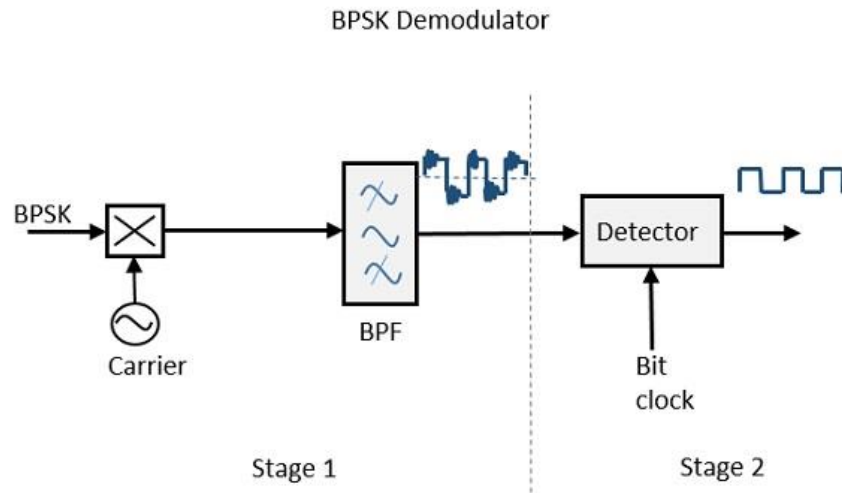 BPSK Demodulator
BPSK
Carrier
BPF
Detector
Bit
clock
Stage 1
Stage 2